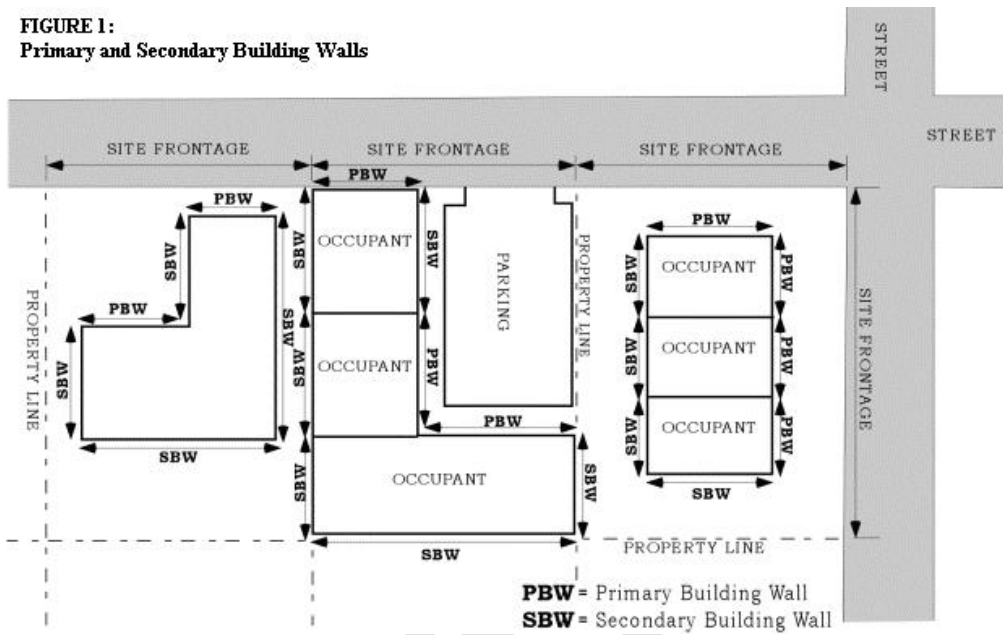 FIGURE 1:
Primary and Secondary Building Walls
STREET
STREET
SITE FRONTAGE
SITE FRONTAGE
SITE FRONTAGE
PBW
PBW
PBW
SBW
SBW
OCCUPANT
SBW
SBW
OCCUPANT
PBW
PARKING
PROPERTY LINE
PROPERTY LINE
SITE FRONTAGE
PBW
SBW
SBW
SBW
OCCUPANT
PBW
SBW
OCCUPANT
PBW
SBW
PBW
SBW
OCCUPANT
PBW
SBW
SBW
OCCUPANT
SBW
SBW
SBW
PROPERTY LINE
PBW = Primary Building Wall
SBW = Secondary Building Wall